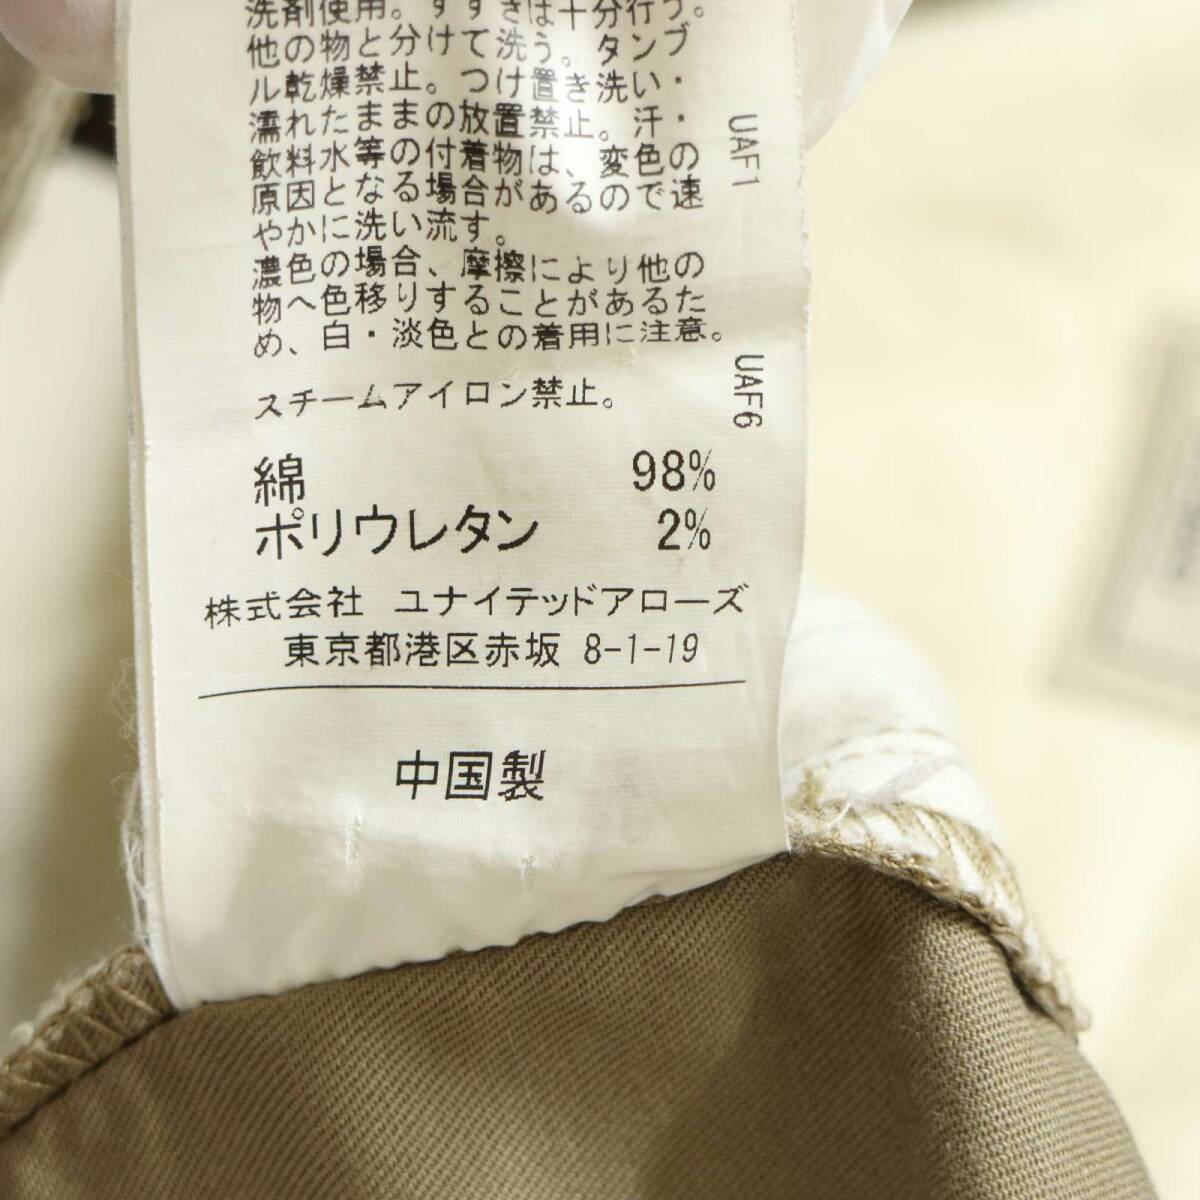 洗剤使用。すすぎは十分行う。
他の物と分けて洗う。タンブ
ル乾燥禁止。つけ置き洗い・
濡れたままの放置禁止。汗・
飲料水等の付着物は、変色の
原因となる場合があるので速
やかに洗い流す。
濃色の場合、摩擦により他の
物へ色移りすることがあるた
め、白・淡色との着用に注意。
スチームアイロン禁止。
UAF1
UAF6
綿 98%
ポリウレタン 2%
株式会社 ユナイテッドアローズ
東京都港区赤坂 8-1-19
中国製